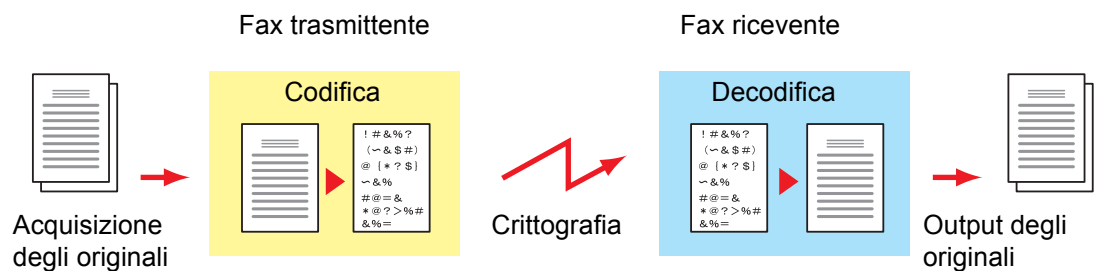 Fax trasmittente
Fax ricevente
Codifica
Decodifica
! # & % ?
( ~ & $ # )
@ { * ? $ }
~ & %
# @ = &
* @ ? > % #
& % =
! # & % ?
( ~ & $ # )
@ { * ? $ }
~ & %
# @ = &
* @ ? > % #
& % =
Acquisizione
degli originali
Crittografia
Output degli
originali